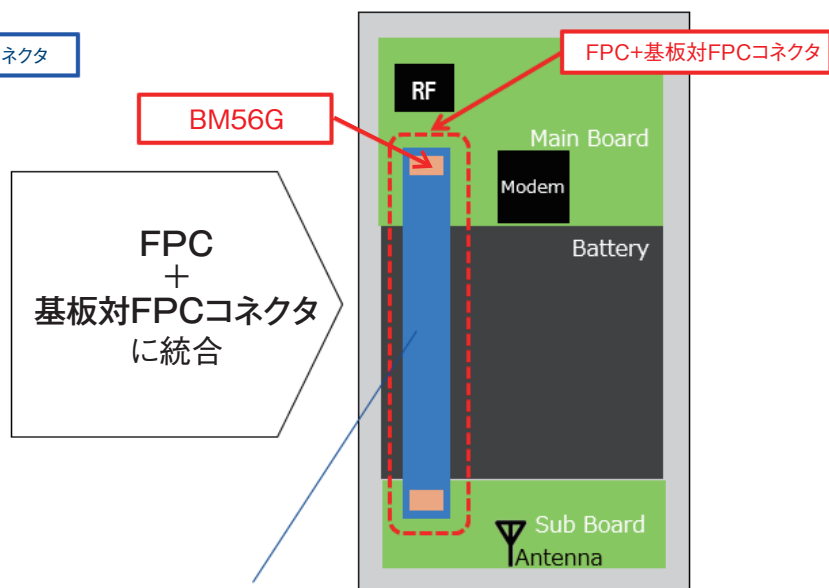 ネクタ
FPC+基板対FPCコネクタ
RF
BM56G
Main Board
Modem
FPC
+
基板対FPCコネクタ
に統合
Battery
Sub Board
Antenna